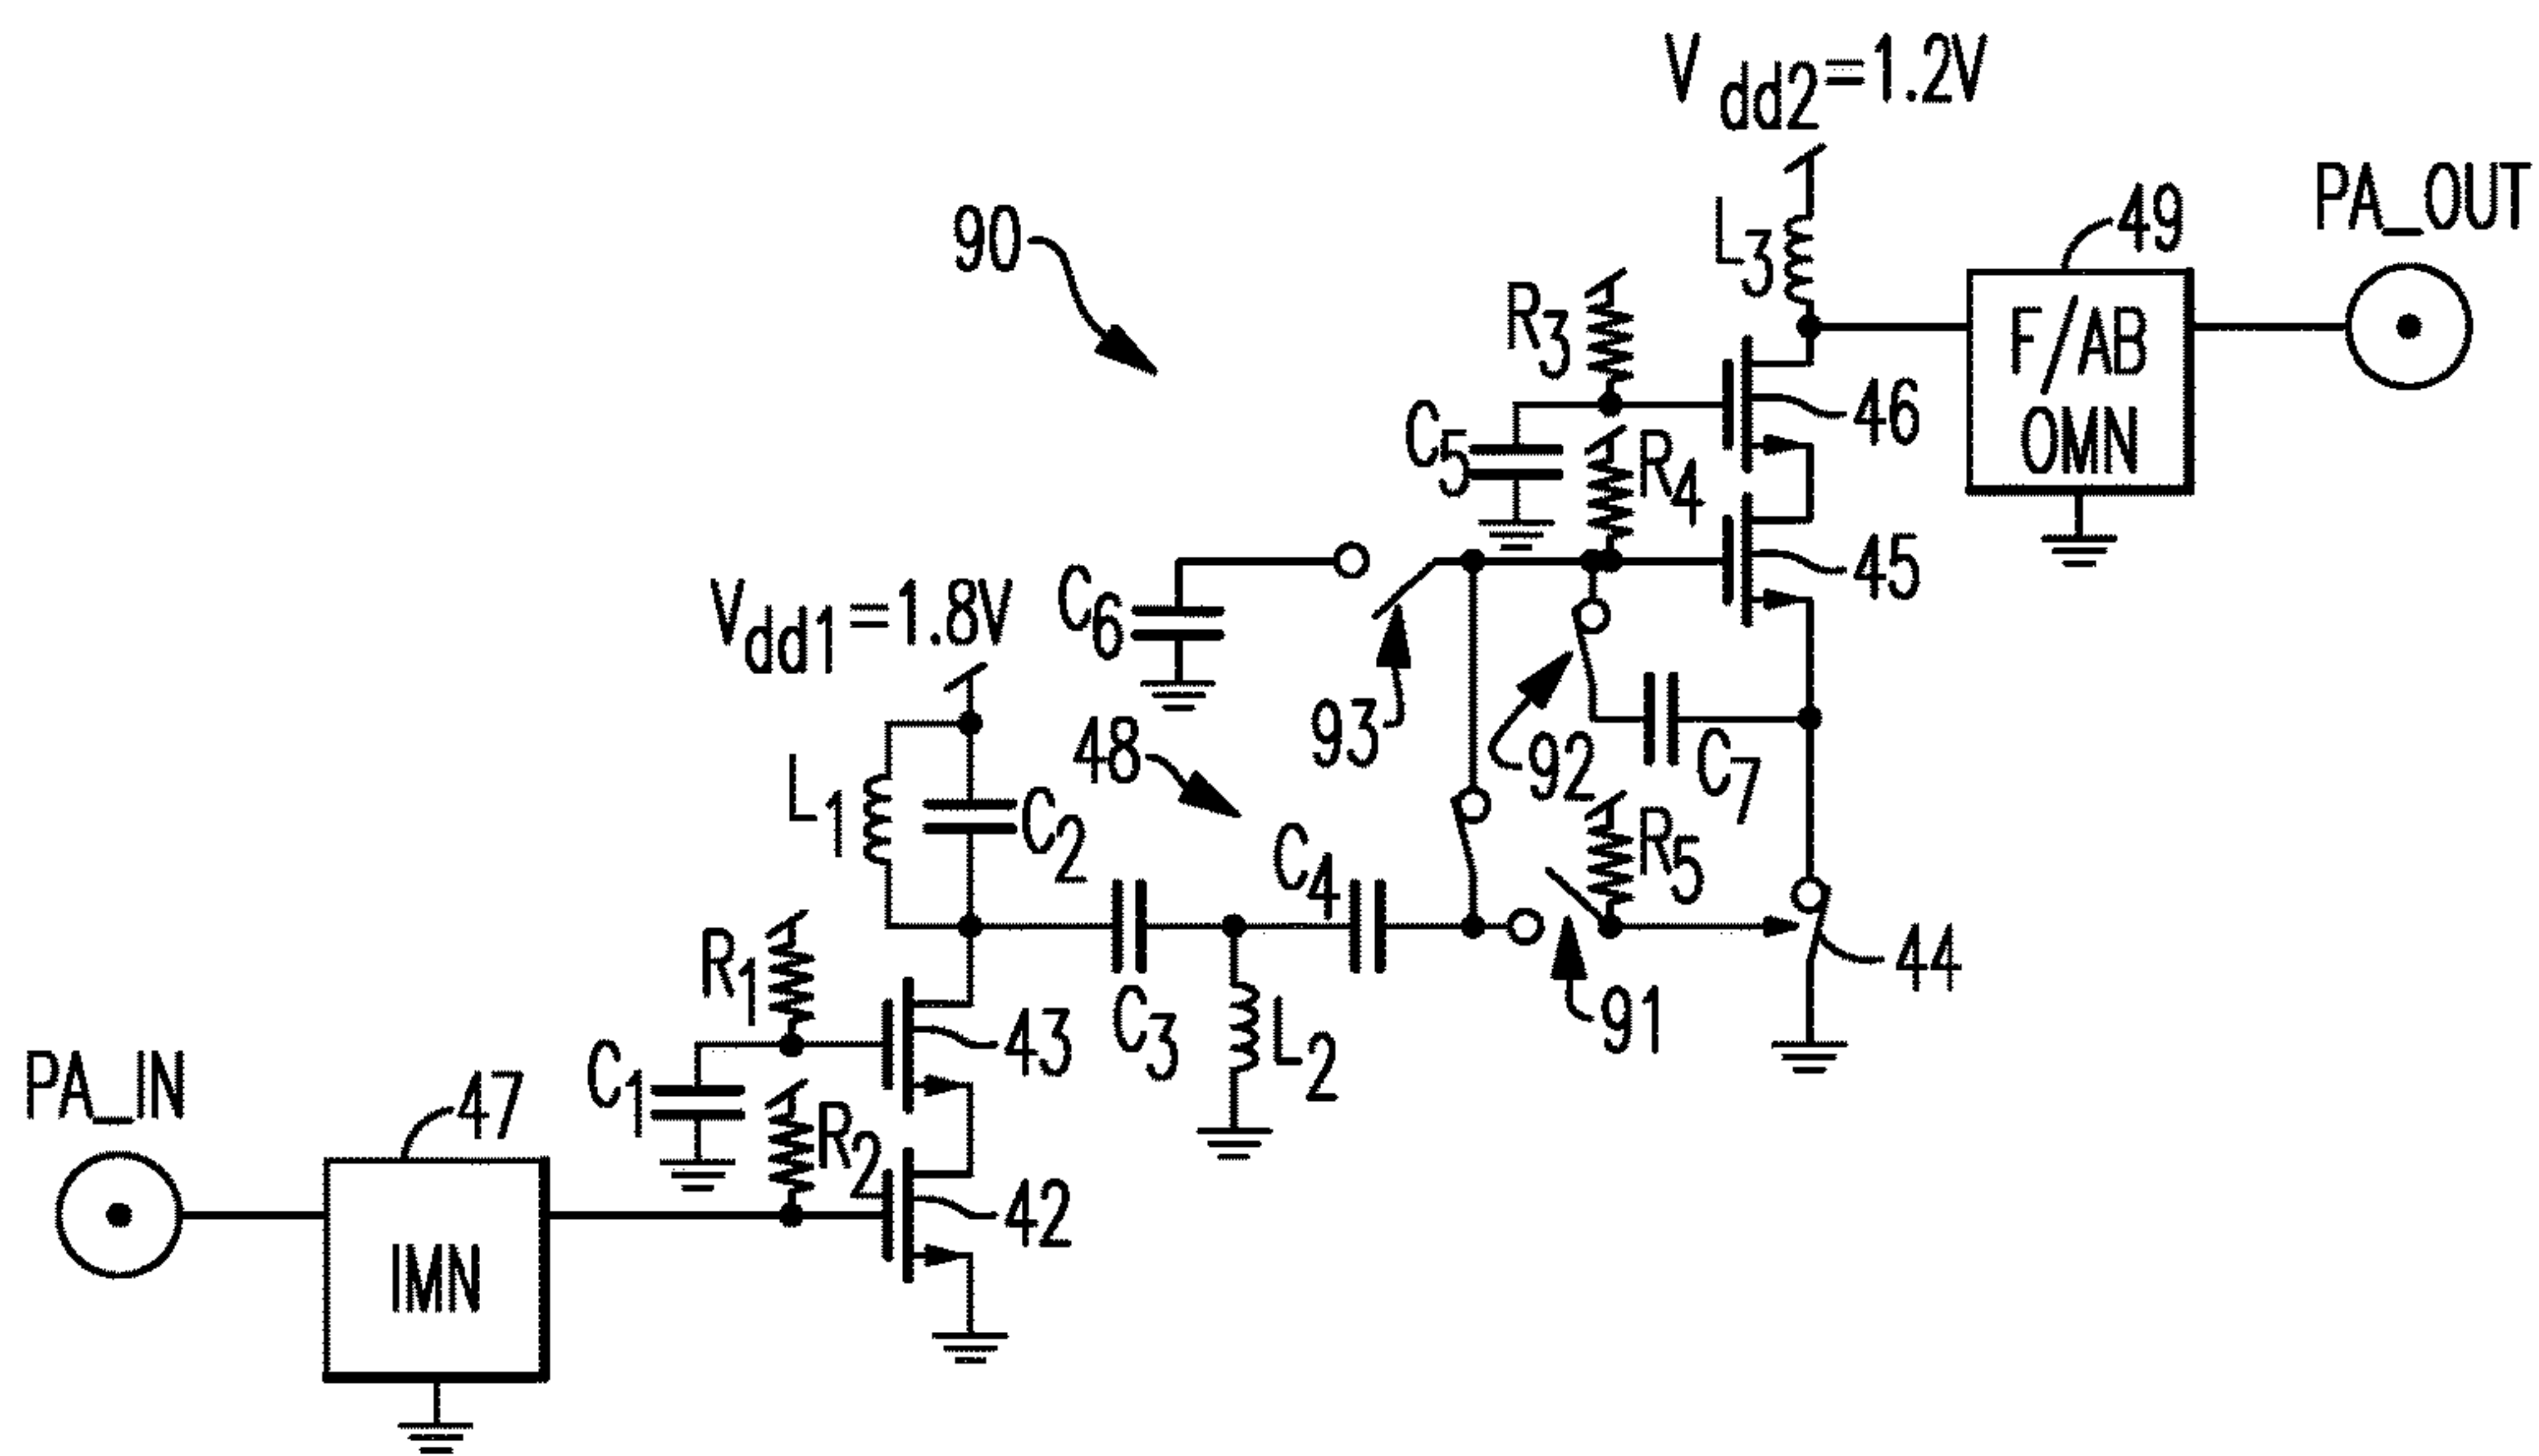 V dd2 =1.2V
PA_OUT
49
90
L3
R3
F/AB
OMN
46
C5
R4
45
Vdd1 =1.8V
C6
93
92
C7
48
L1
C2
C4
R5
44
R1
43
C3
L2
91
PA_IN
47
C1
R2
42
IMN